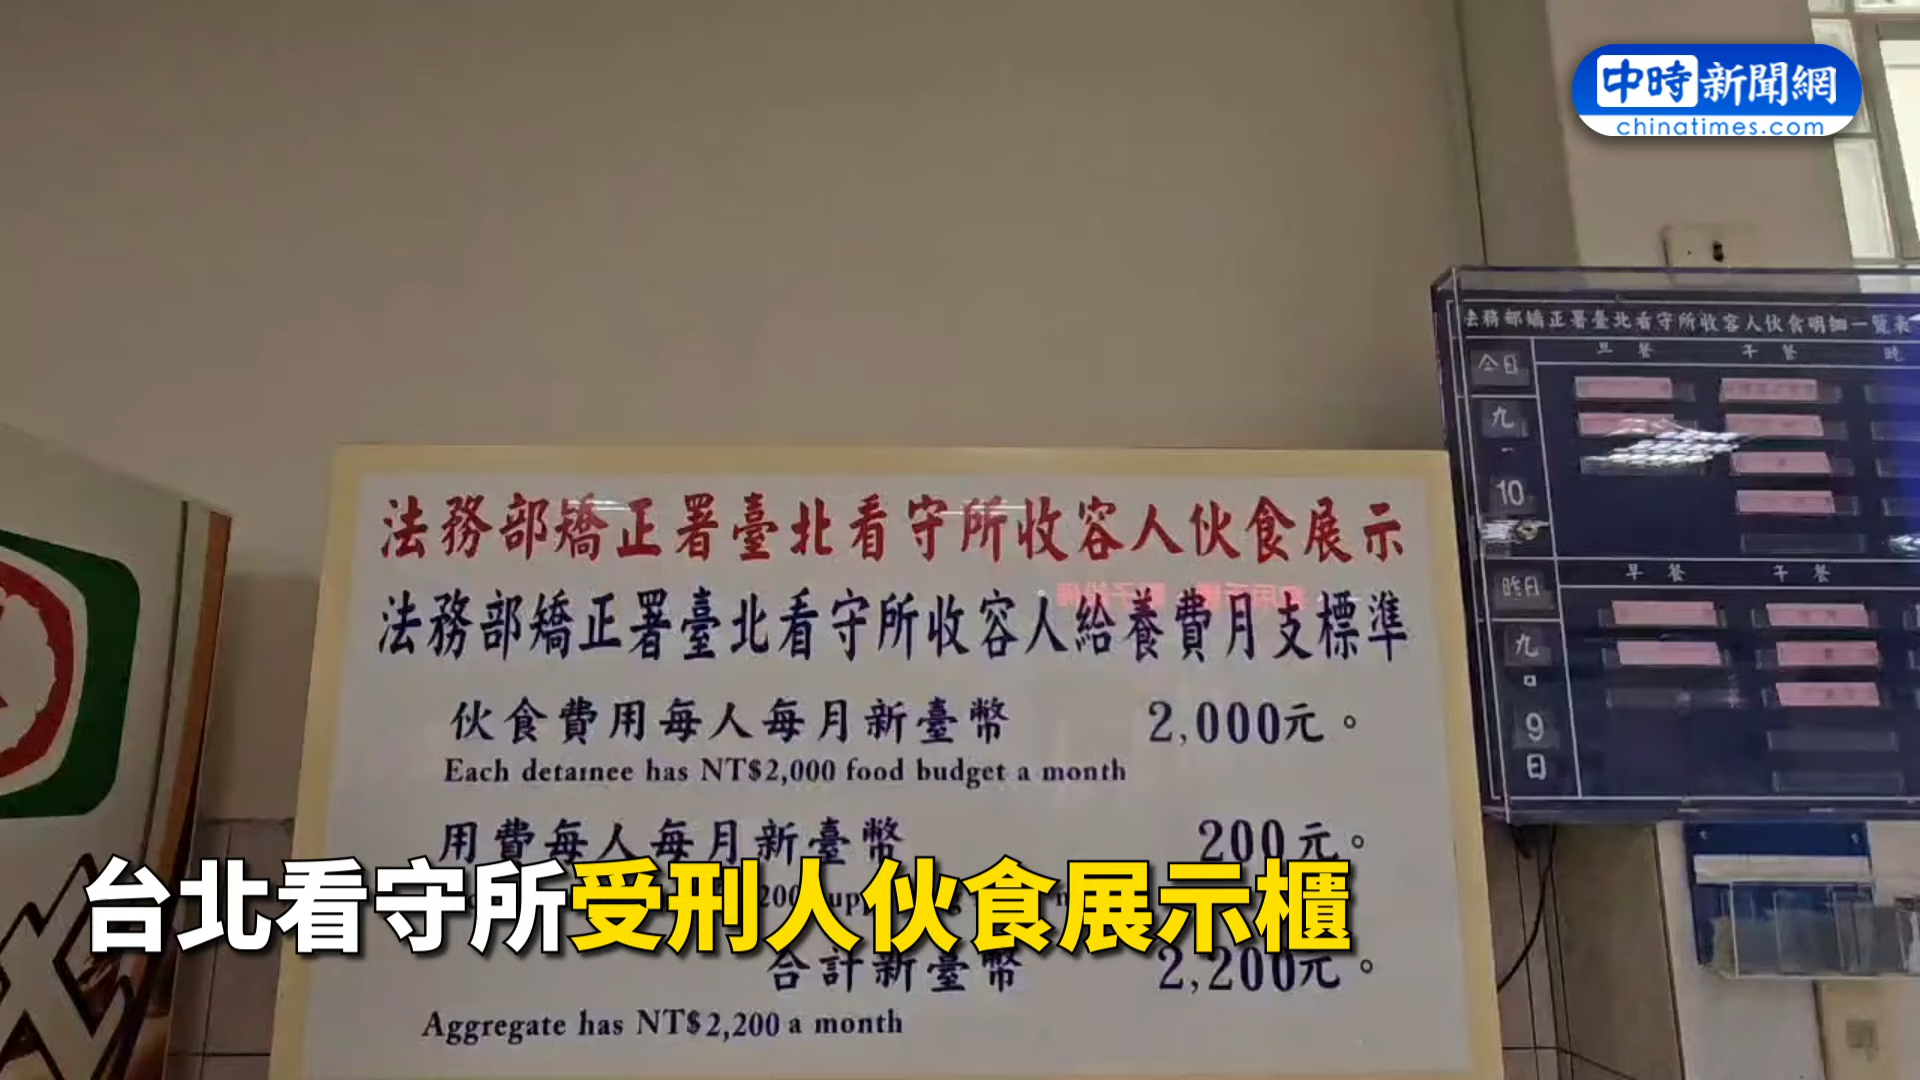 中時新聞網
chinatimes.com
法務部矯正署臺北看守所收容人伙食展示
法務部矯正署臺北看守所收容人給養費月支標準
伙食費用每人每月新臺幣 2,000元。
Each detainee has NT$2,000 food budget a month
用費每人每月新臺幣 200元。
合計新臺幣 2,200元。
Aggregate has NT$2,200 a month
台北看守所受刑人伙食展示櫃
法務部矯正署臺北看守所收容人伙食明細一覽表
早餐 午餐 晚
今日
九
10
早餐 午餐
昨日
九
9
日